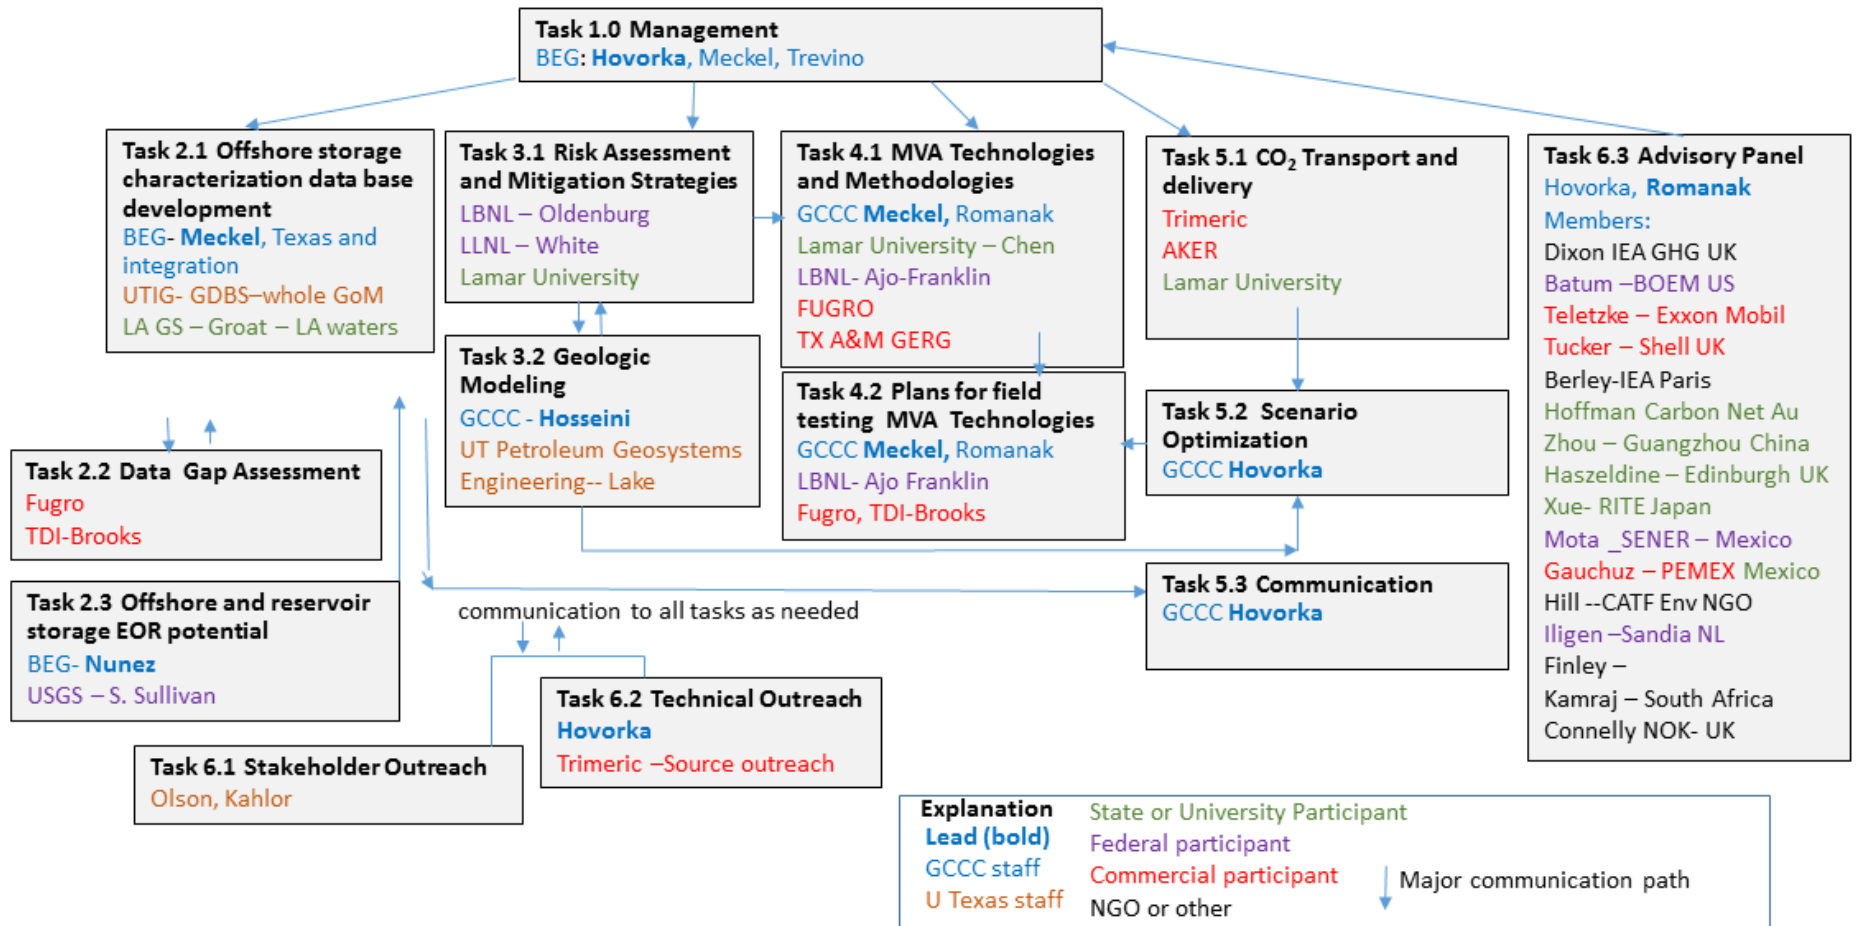 Task 1.0 Management
BEG: Hovorka, Meckel, Trevino
Task 2.1 Offshore storage
characterization data base
development
BEG- Meckel, Texas and
integration
UTIG- GDBS–whole GoM
LA GS – Groat – LA waters
Task 3.1 Risk Assessment
and Mitigation Strategies
LBNL – Oldenburg
LLNL – White
Lamar University
Task 4.1 MVA Technologies
and Methodologies
GCCC Meckel, Romanak
Lamar University – Chen
LBNL- Ajo-Franklin
FUGRO
TX A&M GERG
Task 5.1 CO2 Transport and
delivery
Trimeric
AKER
Lamar University
Task 6.3 Advisory Panel
Hovorka, Romanak
Members:
Dixon IEA GHG UK
Batum –BOEM US
Teletzke – Exxon Mobil
Tucker – Shell UK
Berley-IEA Paris
Hoffman Carbon Net Au
Zhou – Guangzhou China
Haszeldine – Edinburgh UK
Xue- RITE Japan
Mota _SENER – Mexico
Gauchuz – PEMEX Mexico
Hill --CATF Env NGO
Iligen –Sandia NL
Finley –
Kamraj – South Africa
Connelly NOK- UK
Task 3.2 Geologic
Modeling
GCCC - Hosseini
UT Petroleum Geosystems
Engineering-- Lake
Task 4.2 Plans for field
testing MVA Technologies
GCCC Meckel, Romanak
LBNL- Ajo Franklin
Fugro, TDI-Brooks
Task 5.2 Scenario
Optimization
GCCC Hovorka
Task 2.2 Data Gap Assessment
Fugro
TDI-Brooks
Task 2.3 Offshore and reservoir
storage EOR potential
BEG- Nunez
USGS – S. Sullivan
communication to all tasks as needed
Task 5.3 Communication
GCCC Hovorka
Task 6.2 Technical Outreach
Hovorka
Trimeric –Source outreach
Task 6.1 Stakeholder Outreach
Olson, Kahlor
Explanation
Lead (bold)
GCCC staff
U Texas staff
State or University Participant
Federal participant
Commercial participant
NGO or other
Major communication path